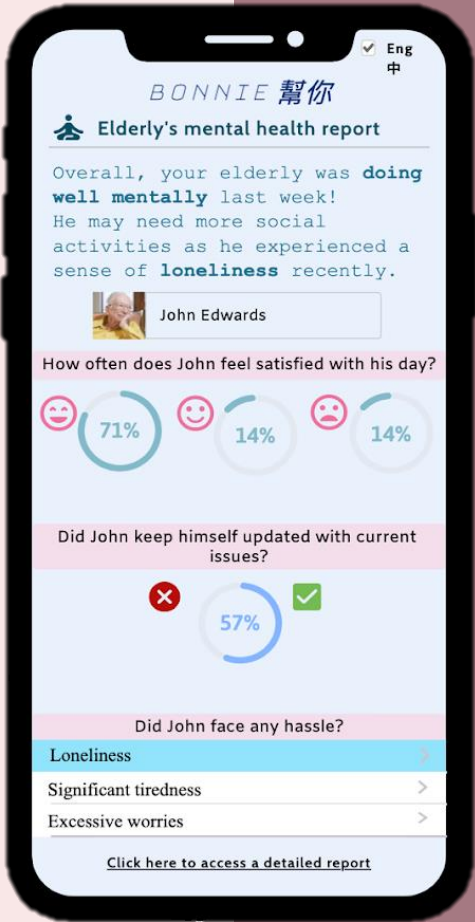 Eng
中
BONNIE 幫你
Elderly's mental health report
Overall, your elderly was doing
well mentally last week!
He may need more social
activities as he experienced a
sense of loneliness recently.
John Edwards
How often does John feel satisfied with his day?
71%
14%
14%
Did John keep himself updated with current
issues?
57%
Did John face any hassle?
Loneliness
Significant tiredness
Excessive worries
Click here to access a detailed report